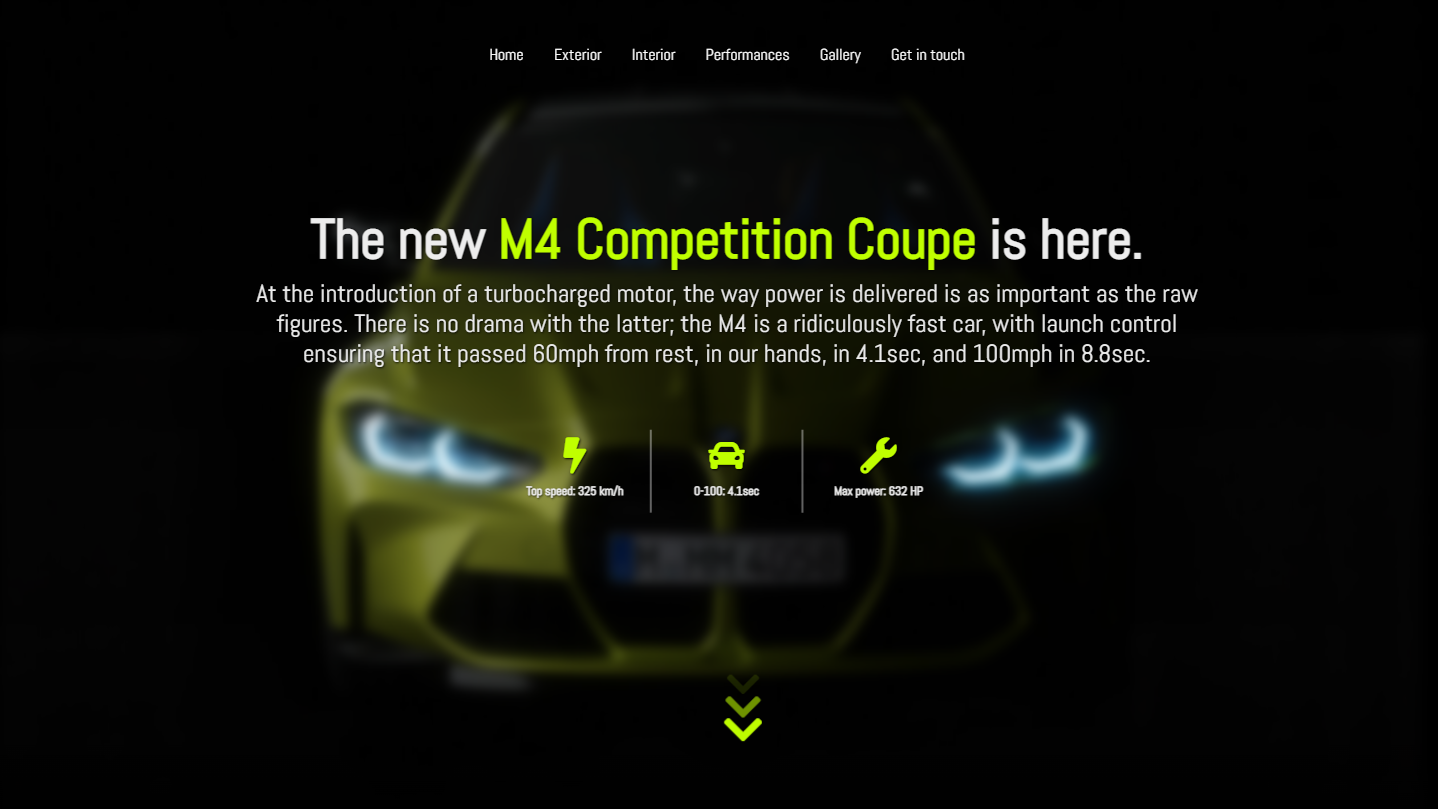 Home Exterior Interior Performances Gallery Get in touch
The new M4 Competition Coupe is here.
At the introduction of a turbocharged motor, the way power is delivered is as important as the raw
figures. There is no drama with the latter; the M4 is a ridiculously fast car, with launch control
ensuring that it passed 60mph from rest, in our hands, in 4.1sec, and 100mph in 8.8sec.
Top speed: 325 km/h 0-100: 4.1sec Max power: 632 HP